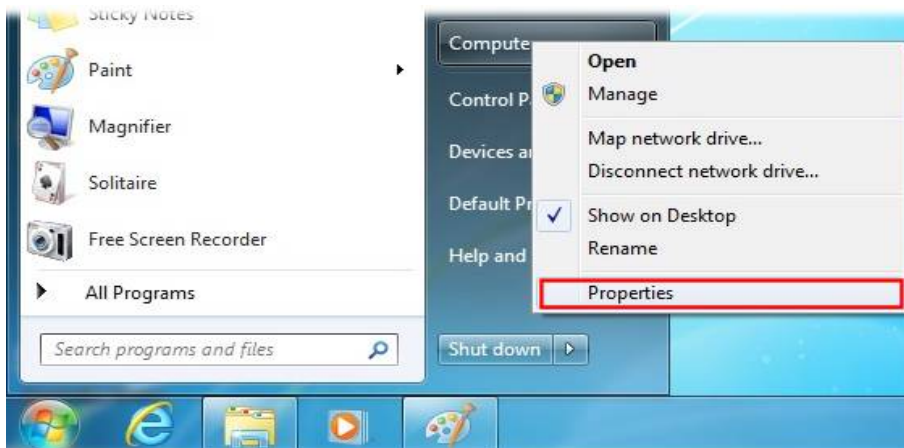 Sticky Notes
Paint
Magnifier
Solitaire
Free Screen Recorder
All Programs
Search programs and files
Compute
Control P
Devices a
Default P
Help and
Shut down
Open
Manage
Map network drive...
Disconnect network drive...
Show on Desktop
Rename
Properties